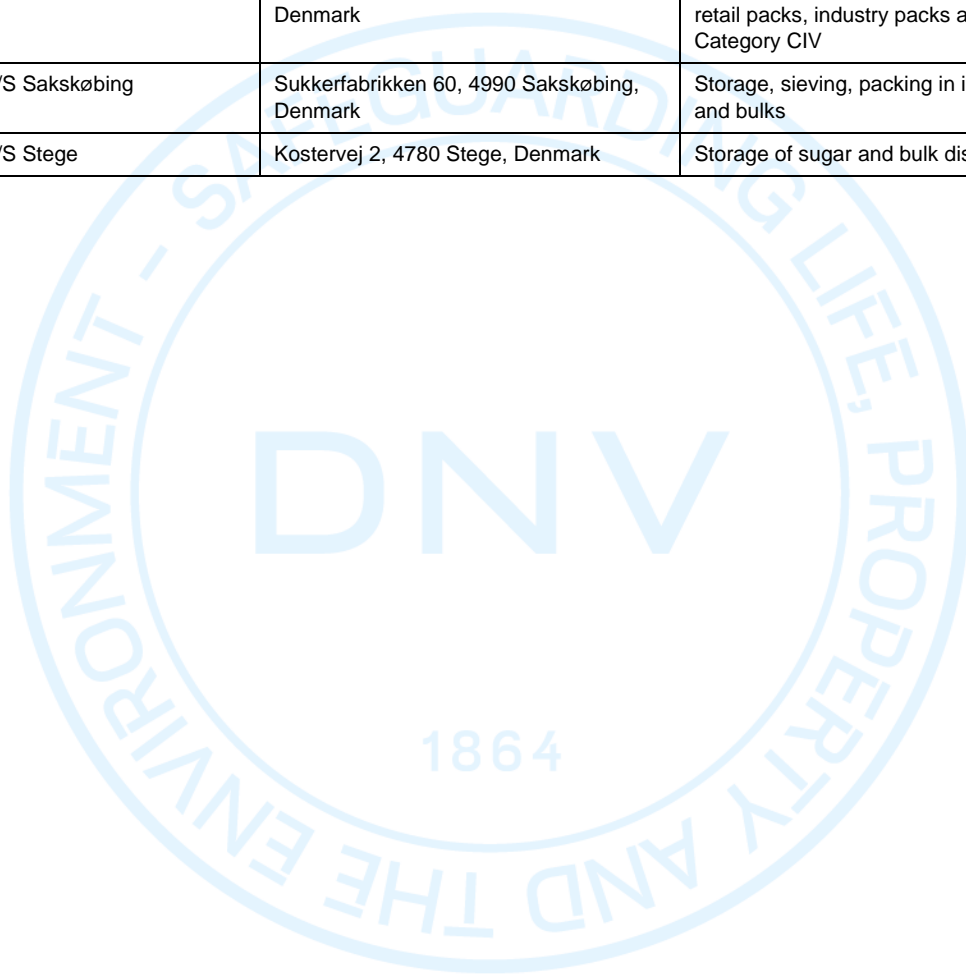 Denmark
retail packs, industry packs a
Category CIV
/S Sakskøbing
Sukkerfabrikken 60, 4990 Sakskøbing,
Denmark
Storage, sieving, packing in i
and bulks
/S Stege
Kostervej 2, 4780 Stege, Denmark
Storage of sugar and bulk dis
SAFEGUARDING LIFE, PROPERTY AND THE ENVIRONMENT -
DNV
1864